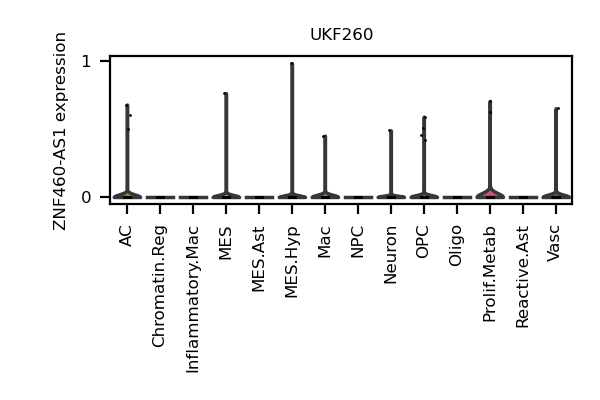 UKF260
ZNF460-AS1 expression
1
0
AC
Chromatin.Reg
Inflammatory.Mac
MES
MES.Ast
MES.Hyp
Mac
NPC
Neuron
OPC
Oligo
Prolif.Metab
Reactive.Ast
Vasc